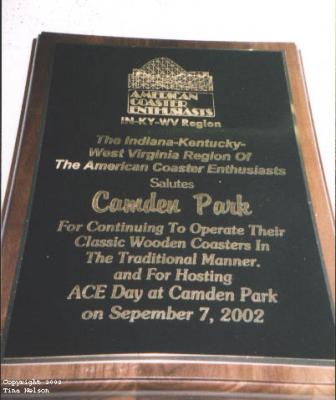 AMERICAN
COASTER
ENTHUSIASTS
IN-KY-WV Region
The Indiana-Kentucky-
West Virginia Region Of
The American Coaster Enthusiasts
Salutes
Camden Park
For Continuing To Operate Their
Classic Wooden Coasters In
The Traditional Manner,
and For Hosting
ACE Day at Camden Park
on Sepember 7, 2002
Copyright 2002
Tina Nelson